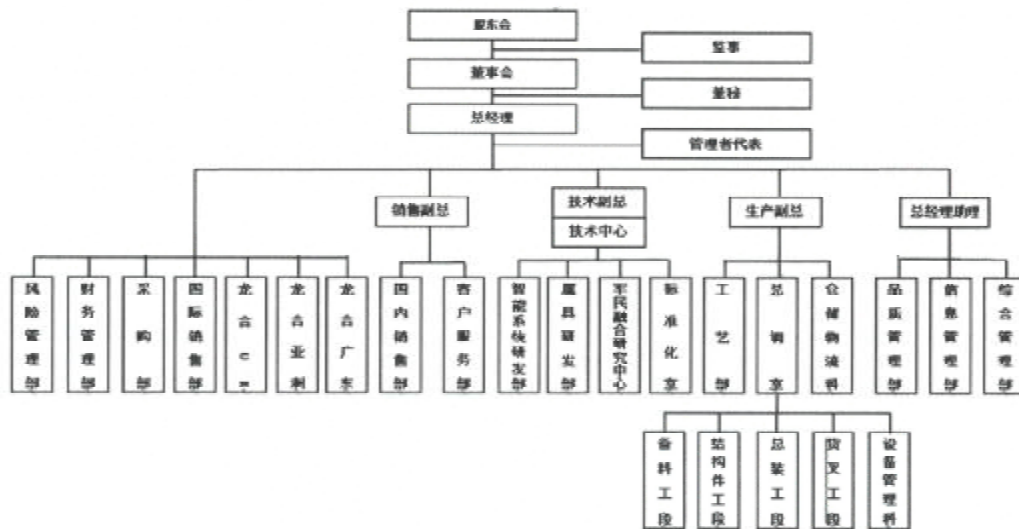 股东会
监事
董事会
董秘
总经理
管理者代表
销售副总
技术副总
技术中心
生产副总
总经理助理
风险管理部
财务管理部
采购部
国际销售部
龙合
龙合业
龙合广东
国内销售部
客户服务部
智能系统研发部
属具研发部
军民融合研究中心
标准化室
工艺部
总调室
仓储物流科
品质管理部
信息管理部
综合管理部
备料工段
结构件工段
总装工段
货叉工段
设备管理科